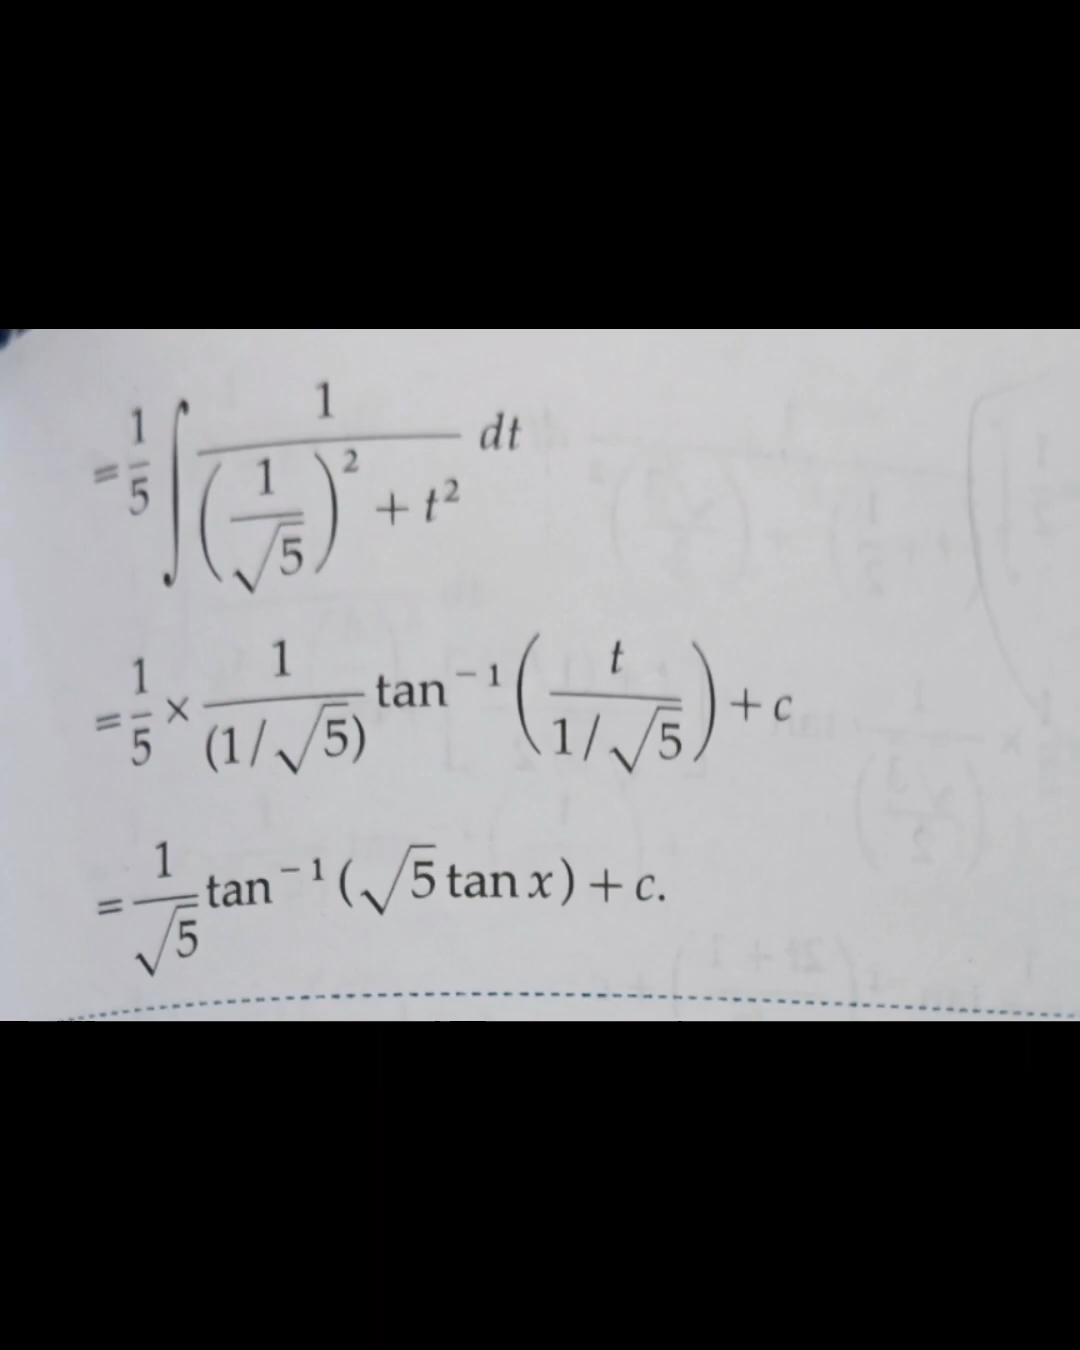 = 1/5 ∫ 1/((1/√5)² + t²) dt
= 1/5 × 1/(1/√5) tan⁻¹(t/(1/√5)) + c
= 1/√5 tan⁻¹(√5 tan x) + c.